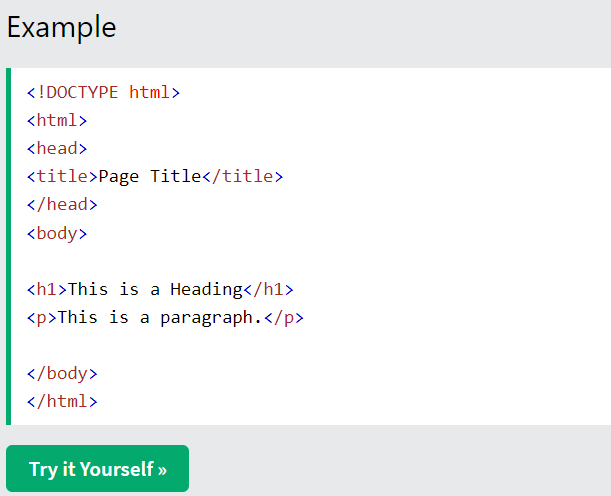 Example
<!DOCTYPE html>
<html>
<head>
<title>Page Title</title>
</head>
<body>
<h1>This is a Heading</h1>
<p>This is a paragraph.</p>
</body>
</html>
Try it Yourself »